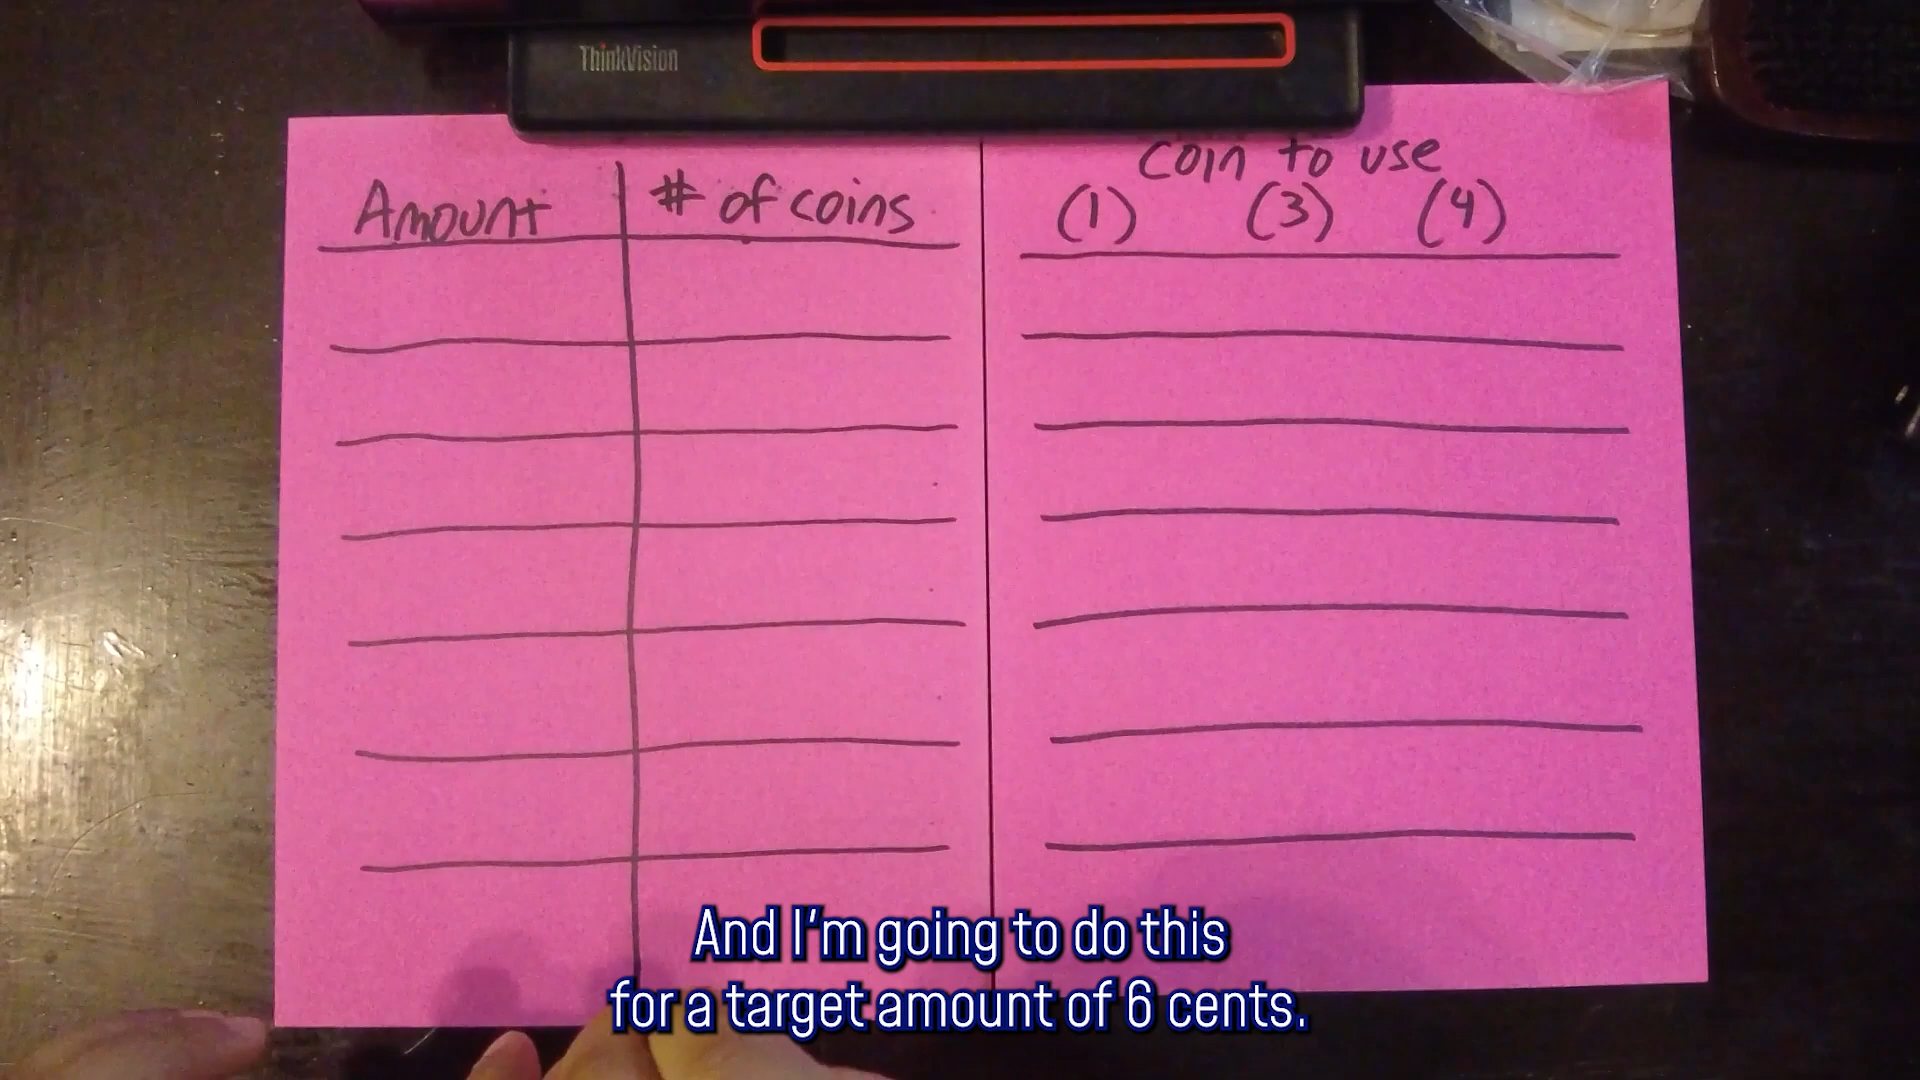 ThinkVision
Amount # of coins
coin to use
(1) (3) (4)
And I'm going to do this
for a target amount of 6 cents.